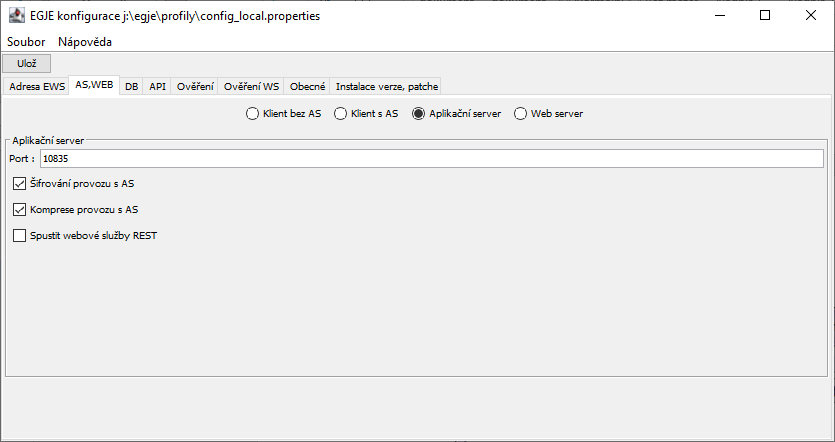 EGJE konfigurace j:\egje\profily\config_local.properties
Soubor Nápověda
Ulož
Adresa EWS AS,WEB DB API Ověření Ověření WS Obecné Instalace verze, patche
Klient bez AS Klient s AS Aplikační server Web server
Aplikační server
Port : 10835
Šifrování provozu s AS
Komprese provozu s AS
Spustit webové služby REST